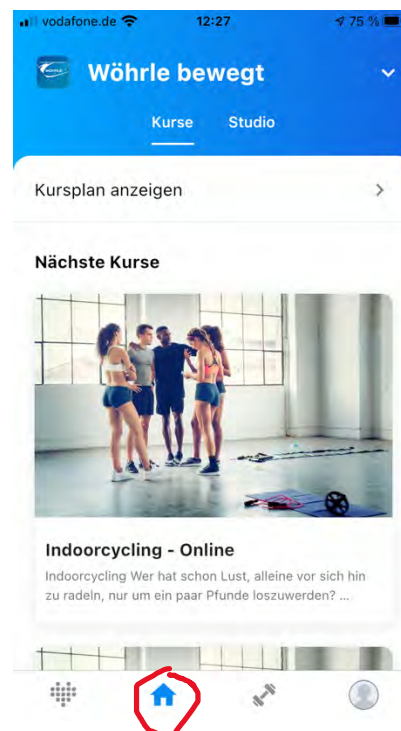 vodafone.de 12:27 75 %
WÖHRLE
Wöhrle bewegt
Kurse Studio
Kursplan anzeigen
Nächste Kurse
Indoorcycling - Online
Indoorcycling Wer hat schon Lust, alleine vor sich hin
zu radeln, nur um ein paar Pfunde loszuwerden? ...